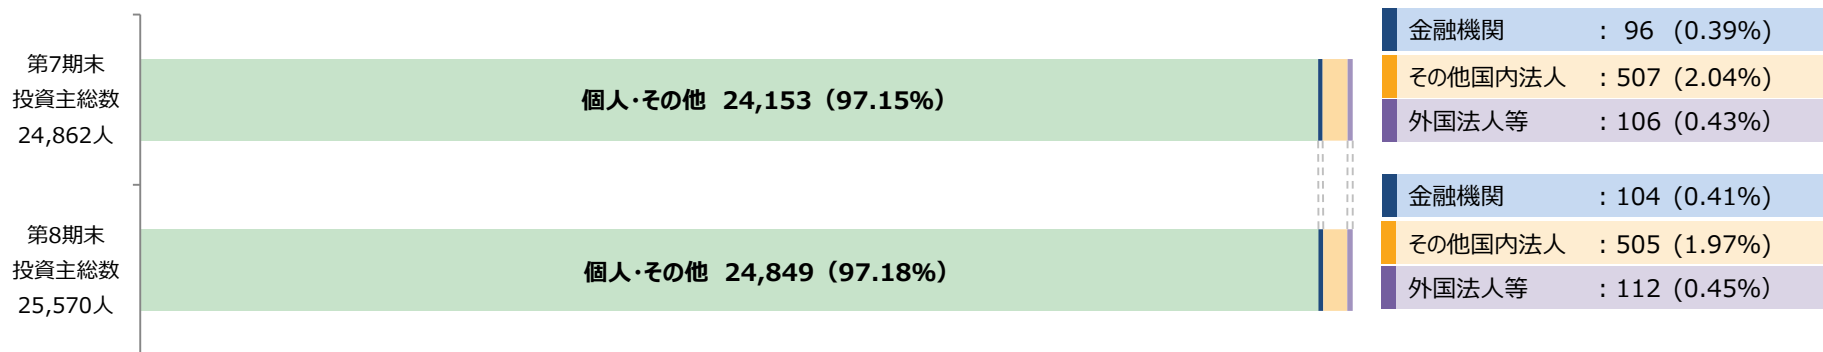 第7期末
投資主総数
24,862人
個人・その他 24,153（97.15%）
金融機関 : 96 (0.39%)
その他国内法人 : 507 (2.04%)
外国法人等 : 106 (0.43%）
第8期末
投資主総数
25,570人
個人・その他 24,849（97.18%）
金融機関 : 104 (0.41%)
その他国内法人 : 505 (1.97%)
外国法人等 : 112 (0.45%）